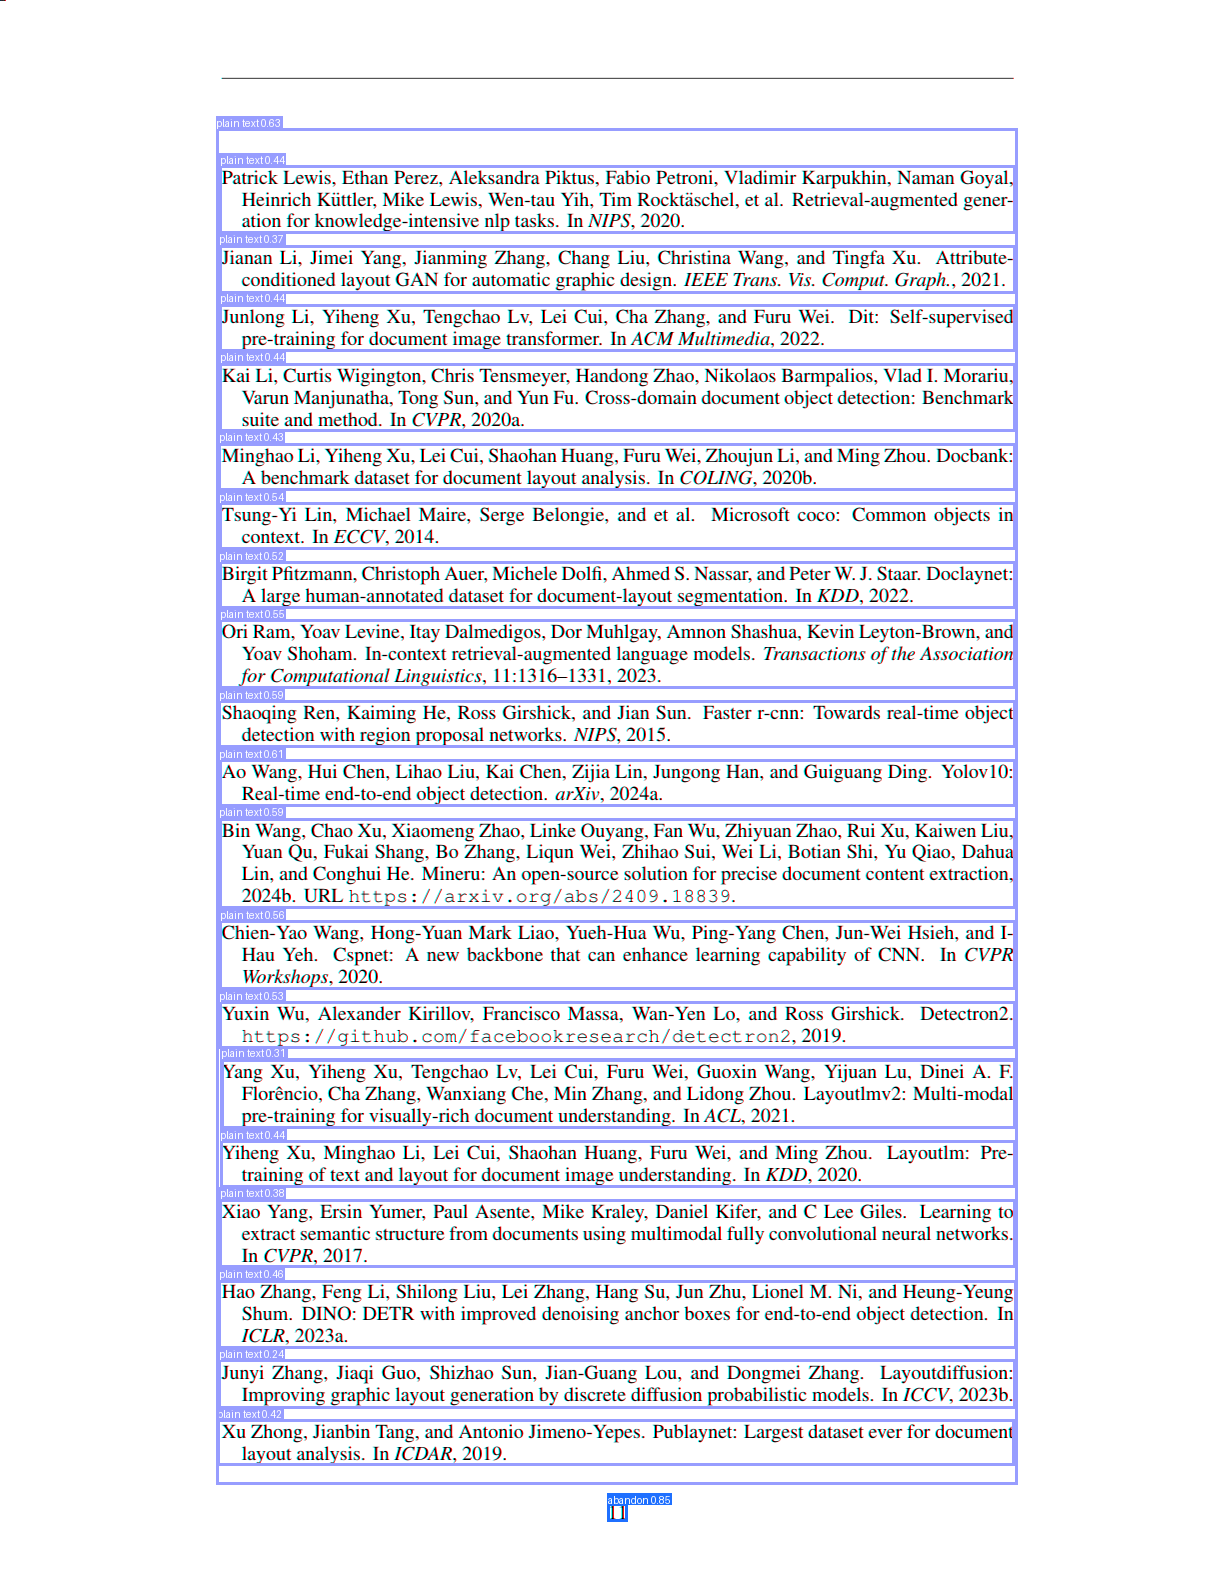 plain text 0.63
plain text 0.44
Patrick Lewis, Ethan Perez, Aleksandra Piktus, Fabio Petroni, Vladimir Karpukhin, Naman Goyal,
Heinrich Küttler, Mike Lewis, Wen-tau Yih, Tim Rocktäschel, et al. Retrieval-augmented gener-
ation for knowledge-intensive nlp tasks. In NIPS, 2020.
plain text 0.37
Jianan Li, Jimei Yang, Jianming Zhang, Chang Liu, Christina Wang, and Tingfa Xu. Attribute-
conditioned layout GAN for automatic graphic design. IEEE Trans. Vis. Comput. Graph., 2021.
plain text 0.44
Junlong Li, Yiheng Xu, Tengchao Lv, Lei Cui, Cha Zhang, and Furu Wei. Dit: Self-supervised
pre-training for document image transformer. In ACM Multimedia, 2022.
plain text 0.44
Kai Li, Curtis Wigington, Chris Tensmeyer, Handong Zhao, Nikolaos Barmpalios, Vlad I. Morariu,
Varun Manjunatha, Tong Sun, and Yun Fu. Cross-domain document object detection: Benchmark
suite and method. In CVPR, 2020a.
plain text 0.43
Minghao Li, Yiheng Xu, Lei Cui, Shaohan Huang, Furu Wei, Zhoujun Li, and Ming Zhou. Docbank:
A benchmark dataset for document layout analysis. In COLING, 2020b.
plain text 0.54
Tsung-Yi Lin, Michael Maire, Serge Belongie, and et al. Microsoft coco: Common objects in
context. In ECCV, 2014.
plain text 0.52
Birgit Pfitzmann, Christoph Auer, Michele Dolfi, Ahmed S. Nassar, and Peter W. J. Staar. Doclaynet:
A large human-annotated dataset for document-layout segmentation. In KDD, 2022.
plain text 0.55
Ori Ram, Yoav Levine, Itay Dalmedigos, Dor Muhlgay, Amnon Shashua, Kevin Leyton-Brown, and
Yoav Shoham. In-context retrieval-augmented language models. Transactions of the Association
for Computational Linguistics, 11:1316–1331, 2023.
plain text 0.59
Shaoqing Ren, Kaiming He, Ross Girshick, and Jian Sun. Faster r-cnn: Towards real-time object
detection with region proposal networks. NIPS, 2015.
plain text 0.61
Ao Wang, Hui Chen, Lihao Liu, Kai Chen, Zijia Lin, Jungong Han, and Guiguang Ding. Yolov10:
Real-time end-to-end object detection. arXiv, 2024a.
plain text 0.59
Bin Wang, Chao Xu, Xiaomeng Zhao, Linke Ouyang, Fan Wu, Zhiyuan Zhao, Rui Xu, Kaiwen Liu,
Yuan Qu, Fukai Shang, Bo Zhang, Liqun Wei, Zhihao Sui, Wei Li, Botian Shi, Yu Qiao, Dahua
Lin, and Conghui He. Mineru: An open-source solution for precise document content extraction,
2024b. URL https://arxiv.org/abs/2409.18839.
plain text 0.56
Chien-Yao Wang, Hong-Yuan Mark Liao, Yueh-Hua Wu, Ping-Yang Chen, Jun-Wei Hsieh, and I-
Hau Yeh. Cspnet: A new backbone that can enhance learning capability of CNN. In CVPR
Workshops, 2020.
plain text 0.53
Yuxin Wu, Alexander Kirillov, Francisco Massa, Wan-Yen Lo, and Ross Girshick. Detectron2.
https://github.com/facebookresearch/detectron2, 2019.
plain text 0.31
Yang Xu, Yiheng Xu, Tengchao Lv, Lei Cui, Furu Wei, Guoxin Wang, Yijuan Lu, Dinei A. F.
Florêncio, Cha Zhang, Wanxiang Che, Min Zhang, and Lidong Zhou. Layoutlmv2: Multi-modal
pre-training for visually-rich document understanding. In ACL, 2021.
plain text 0.44
Yiheng Xu, Minghao Li, Lei Cui, Shaohan Huang, Furu Wei, and Ming Zhou. Layoutlm: Pre-
training of text and layout for document image understanding. In KDD, 2020.
plain text 0.38
Xiao Yang, Ersin Yumer, Paul Asente, Mike Kraley, Daniel Kifer, and C Lee Giles. Learning to
extract semantic structure from documents using multimodal fully convolutional neural networks.
In CVPR, 2017.
plain text 0.46
Hao Zhang, Feng Li, Shilong Liu, Lei Zhang, Hang Su, Jun Zhu, Lionel M. Ni, and Heung-Yeung
Shum. DINO: DETR with improved denoising anchor boxes for end-to-end object detection. In
ICLR, 2023a.
plain text 0.24
Junyi Zhang, Jiaqi Guo, Shizhao Sun, Jian-Guang Lou, and Dongmei Zhang. Layoutdiffusion:
Improving graphic layout generation by discrete diffusion probabilistic models. In ICCV, 2023b.
plain text 0.42
Xu Zhong, Jianbin Tang, and Antonio Jimeno-Yepes. Publaynet: Largest dataset ever for document
layout analysis. In ICDAR, 2019.
abandon 0.85
11